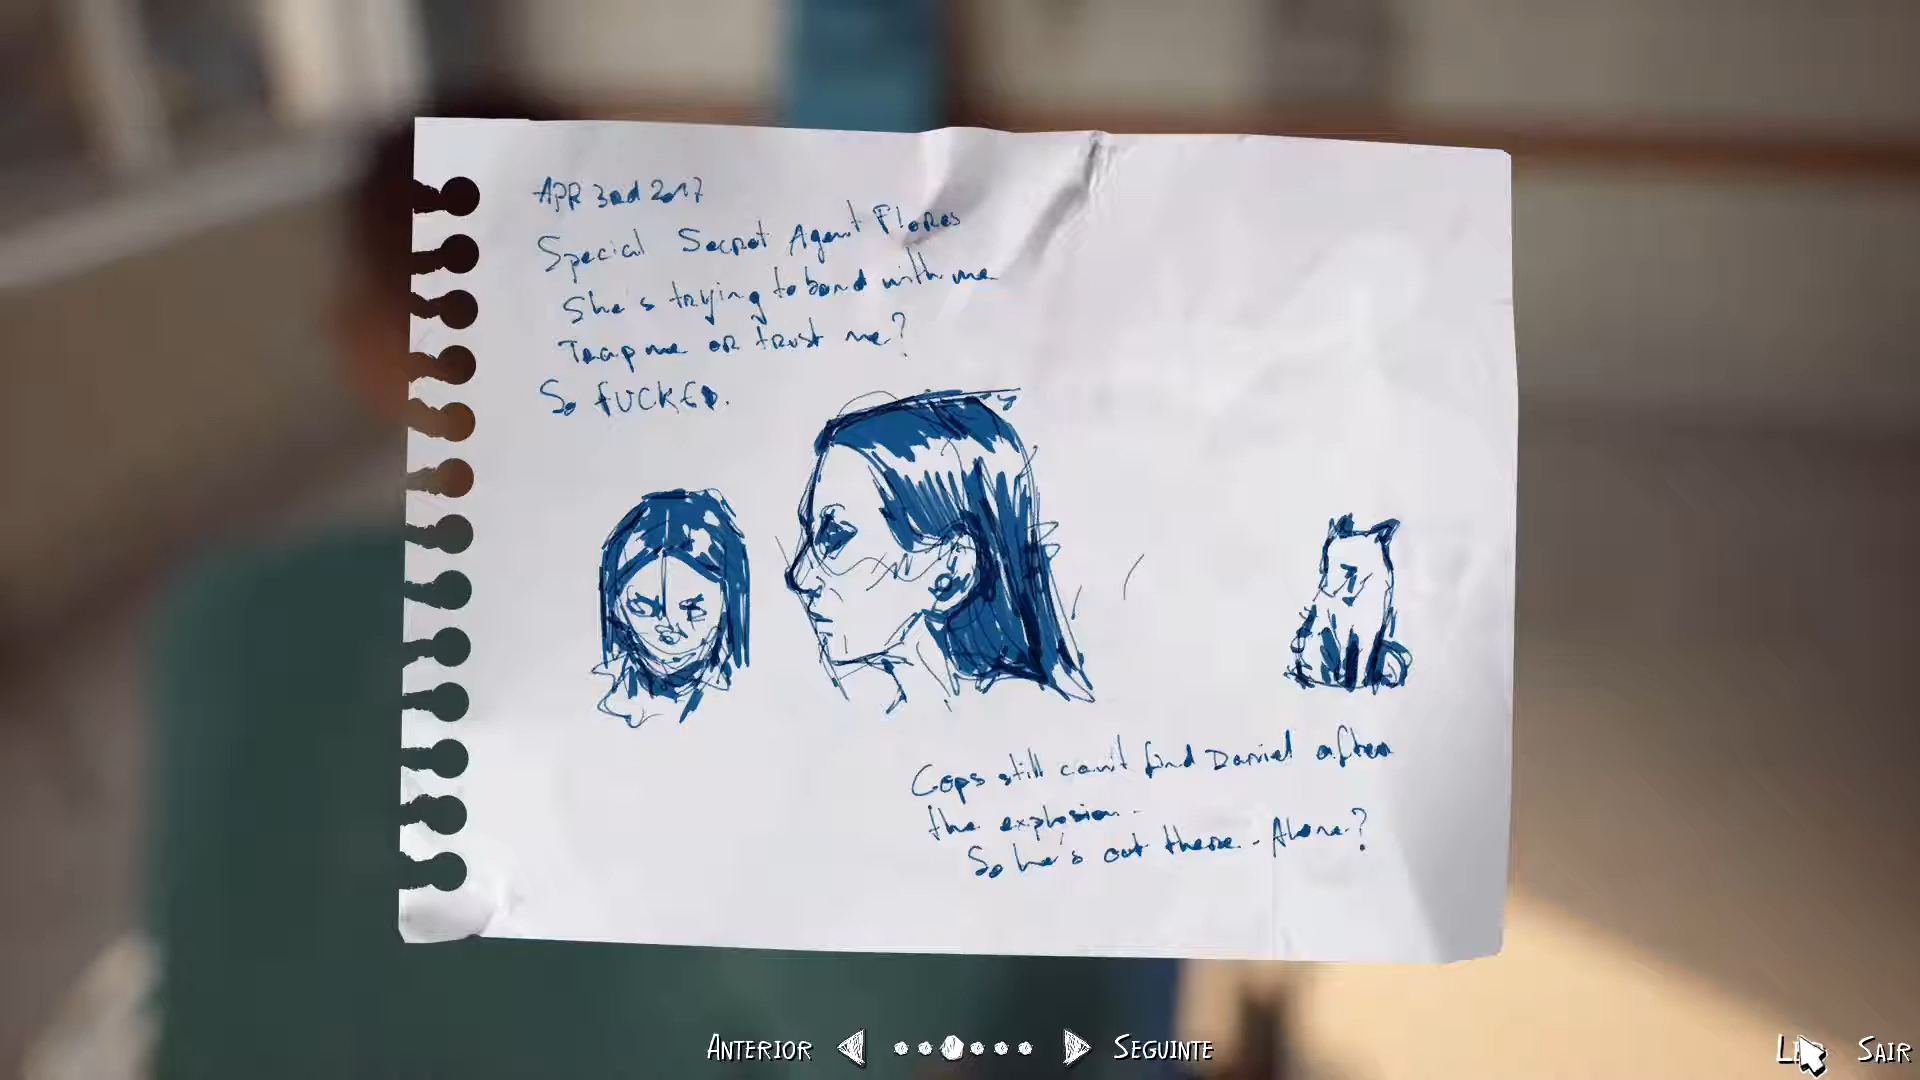 APR 3rd 2017
Special Secret Agent Flores
She's trying to bond with me
Trap me or trust me?
So fUCKED.
Cops still can't find Daniel after
the explosion.
So he's out there. Alone?
ANTERIOR
SEGUINTE
SAIR